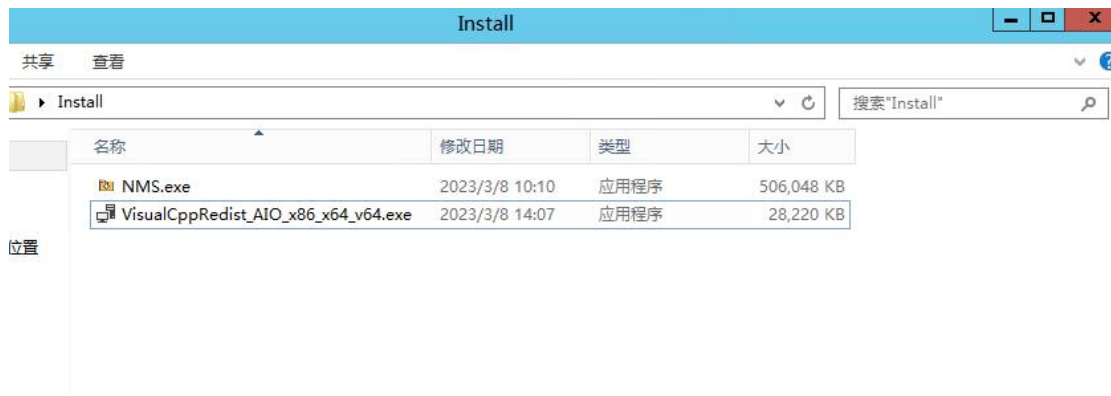 Install
共享 查看
Install 搜索"Install"
名称 修改日期 类型 大小
NMS.exe 2023/3/8 10:10 应用程序 506,048 KB
VisualCppRedist_AIO_x86_x64_v64.exe 2023/3/8 14:07 应用程序 28,220 KB
位置